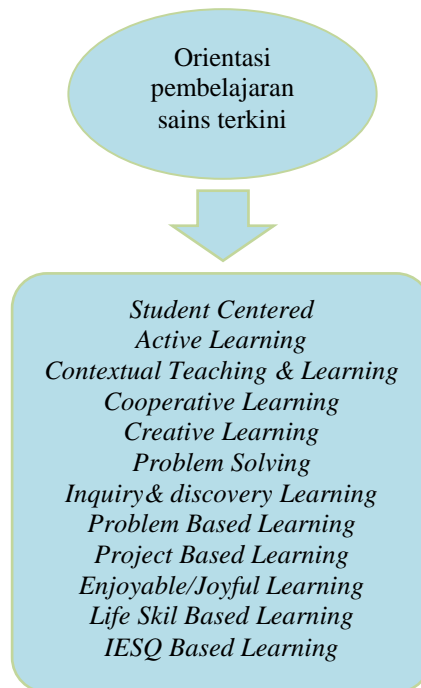 Orientasi
pembelajaran
sains terkini
Student Centered
Active Learning
Contextual Teaching & Learning
Cooperative Learning
Creative Learning
Problem Solving
Inquiry& discovery Learning
Problem Based Learning
Project Based Learning
Enjoyable/Joyful Learning
Life Skil Based Learning
IESQ Based Learning